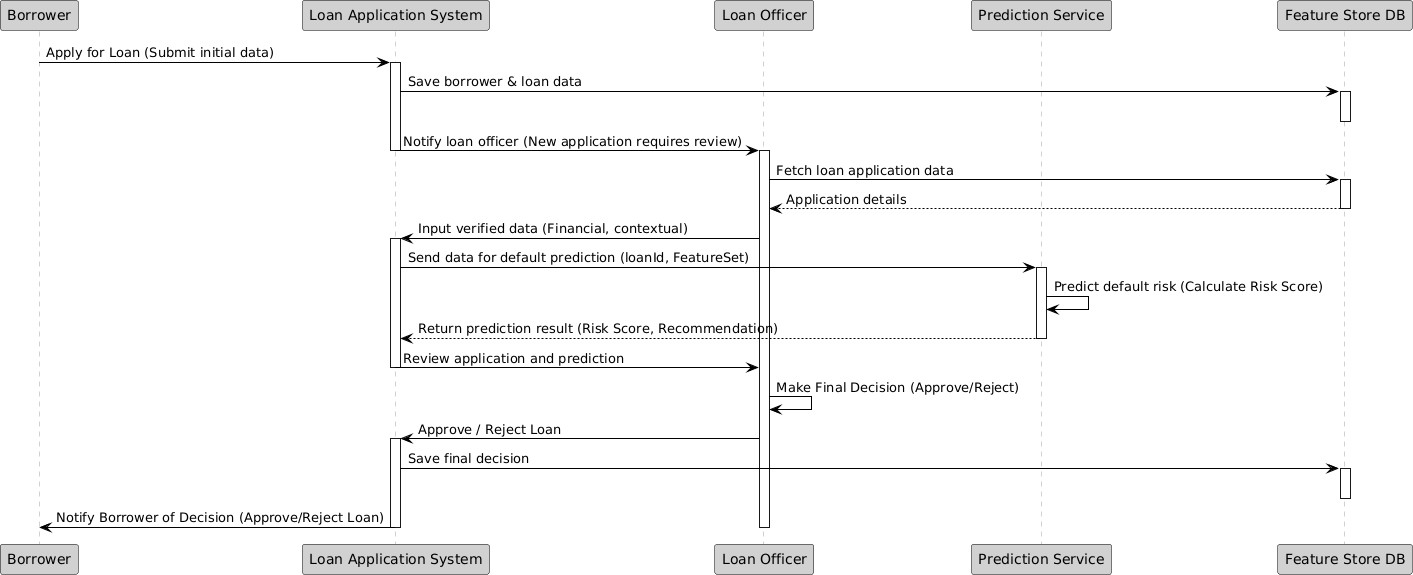 Borrower
Loan Application System
Loan Officer
Prediction Service
Feature Store DB
Apply for Loan (Submit initial data)
Save borrower & loan data
Notify loan officer (New application requires review)
Fetch loan application data
Application details
Input verified data (Financial, contextual)
Send data for default prediction (loanId, FeatureSet)
Predict default risk (Calculate Risk Score)
Return prediction result (Risk Score, Recommendation)
Review application and prediction
Make Final Decision (Approve/Reject)
Approve / Reject Loan
Save final decision
Notify Borrower of Decision (Approve/Reject Loan)
Borrower
Loan Application System
Loan Officer
Prediction Service
Feature Store DB